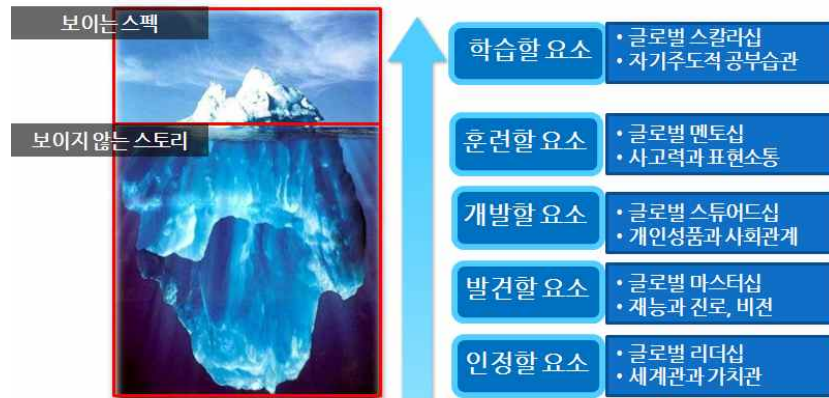 보이는 스펙
보이지 않는 스토리
학습할 요소
• 글로벌 스칼라십
• 자기주도적 공부습관
훈련할 요소
• 글로벌 멘토십
• 사고력과 표현소통
개발할 요소
• 글로벌 스튜어드십
• 개인성품과 사회관계
발견할 요소
• 글로벌 마스터십
• 재능과 진로, 비전
인정할 요소
• 글로벌 리더십
• 세계관과 가치관